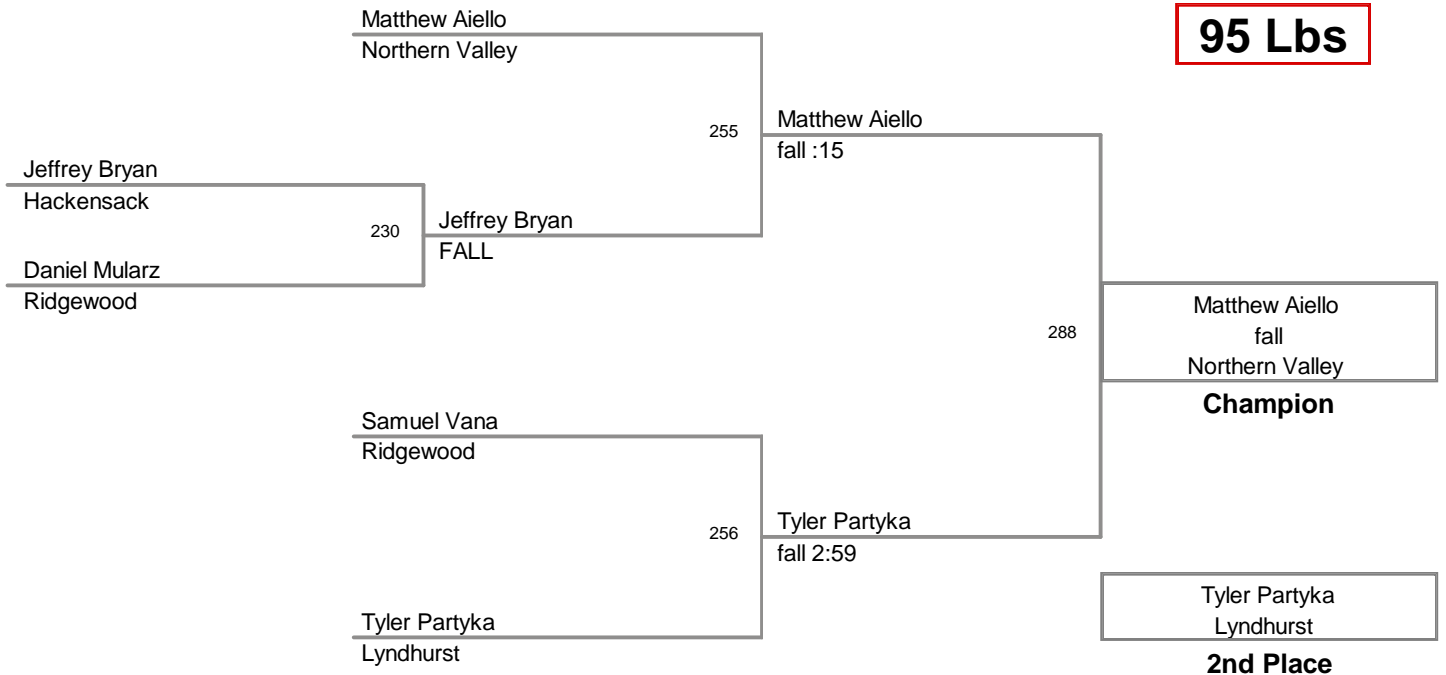 95 Lbs
Matthew Aiello
Northern Valley
255
Matthew Aiello
fall :15
Jeffrey Bryan
Hackensack
230
Jeffrey Bryan
FALL
Daniel Mularz
Ridgewood
288
Matthew Aiello
fall
Northern Valley
Champion
Samuel Vana
Ridgewood
256
Tyler Partyka
fall 2:59
Tyler Partyka
Lyndhurst
Tyler Partyka
Lyndhurst
2nd Place